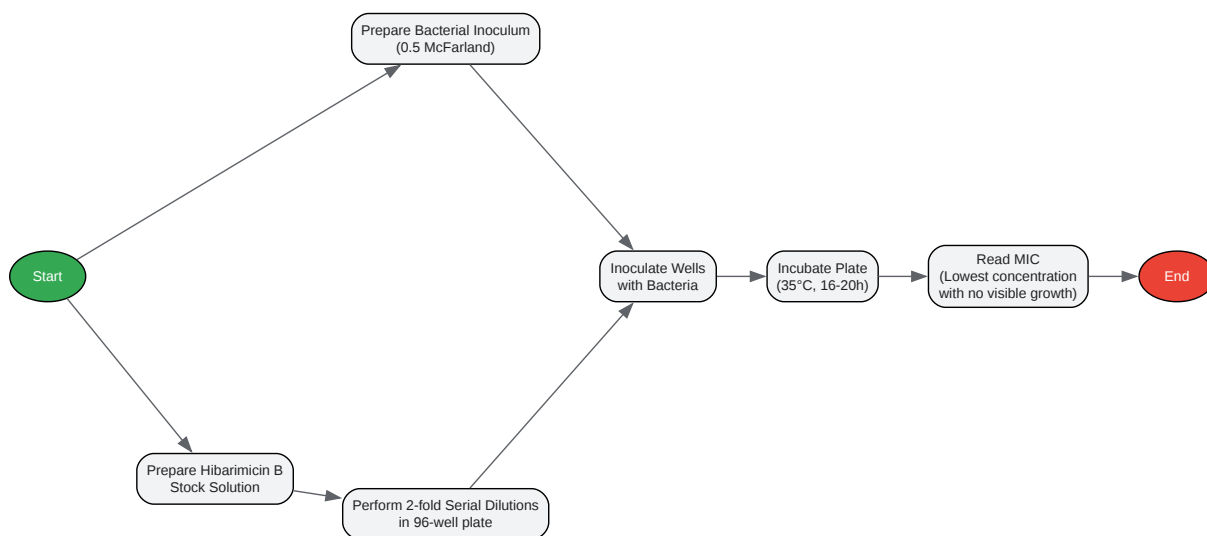 Prepare Bacterial Inoculum
(0.5 McFarland)
Start
Inoculate Wells
with Bacteria
Incubate Plate
(35°C, 16-20h)
Read MIC
(Lowest concentration
with no visible growth)
End
Prepare Hibarimicin B
Stock Solution
Perform 2-fold Serial Dilutions
in 96-well plate